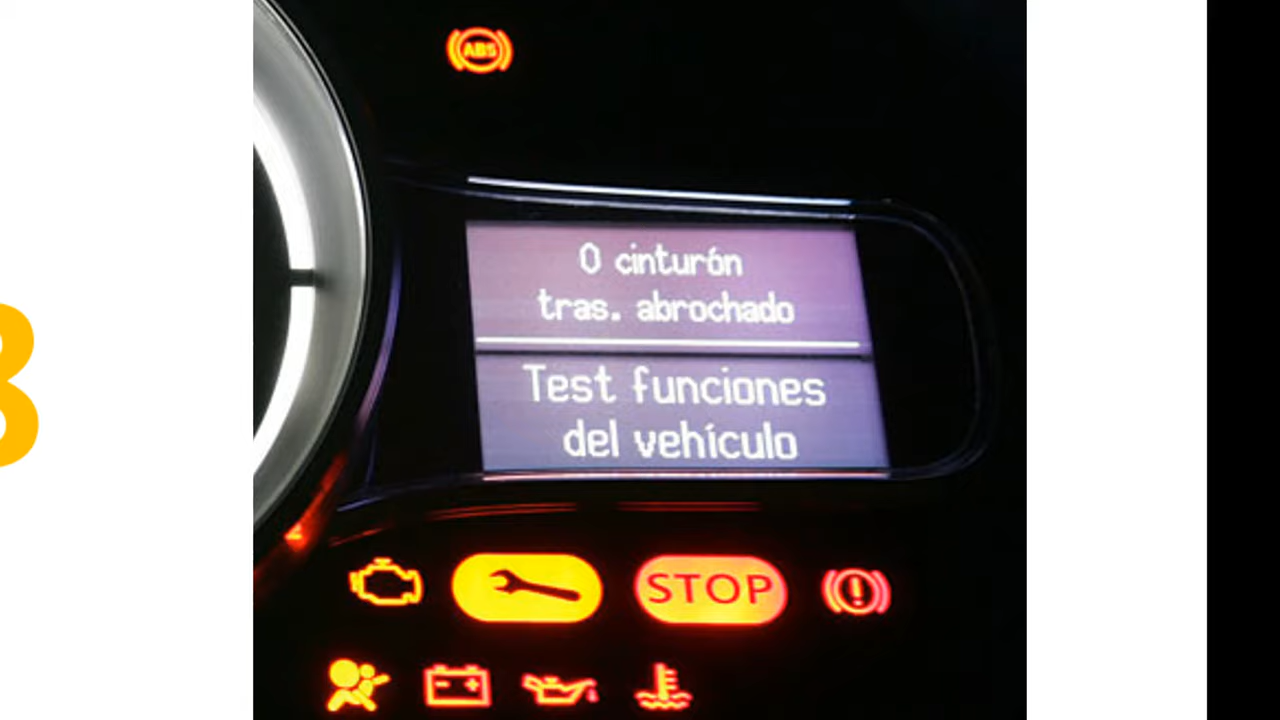 ABS
0 cinturón
tras. abrochado
Test funciones
del vehículo
STOP